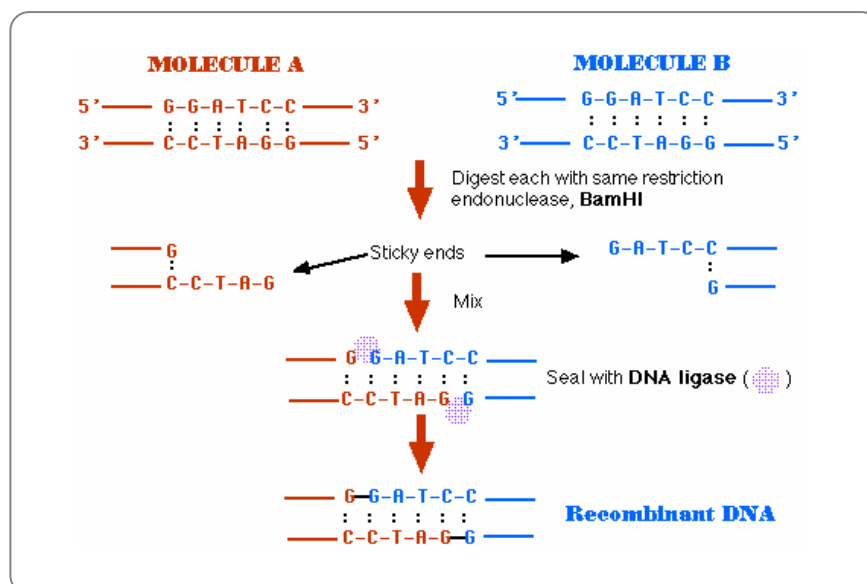 MOLECULE A MOLECULE B
5' G-G-A-T-C-C 3' 5' G-G-A-T-C-C 3'
3' C-C-T-A-G-G 5' 3' C-C-T-A-G-G 5'
Digest each with same restriction
endonuclease, BamHI
G Sticky ends G-A-T-C-C
C-C-T-A-G G
Mix
G G-A-T-C-C
Seal with DNA ligase ( )
C-C-T-A-G G
G-G-A-T-C-C
Recombinant DNA
C-C-T-A-G-G